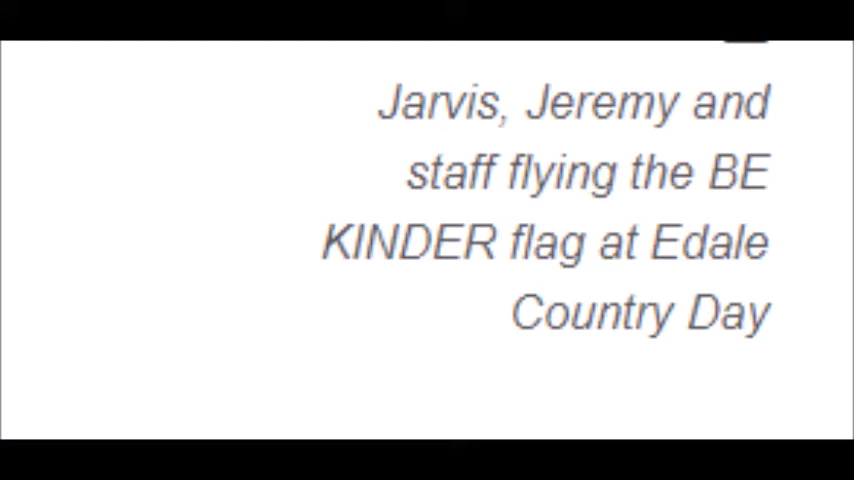 Jarvis, Jeremy and
staff flying the BE
KINDER flag at Edale
Country Day